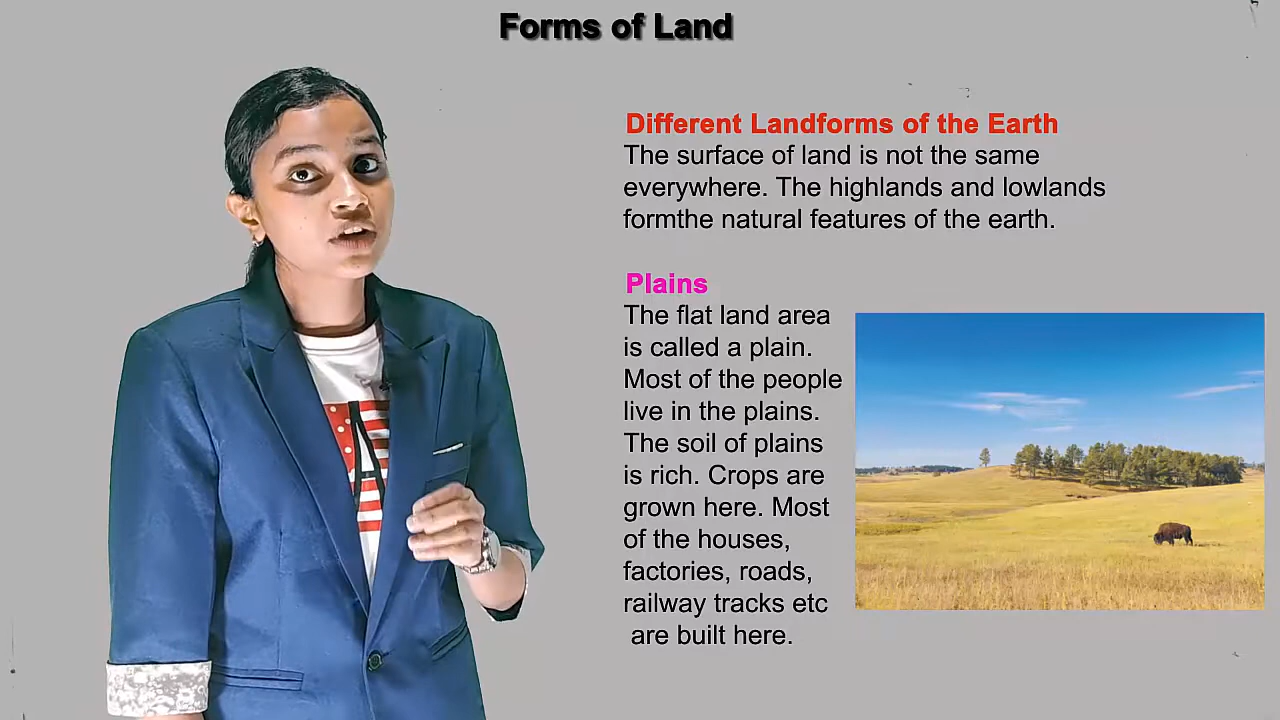 Forms of Land
Different Landforms of the Earth
The surface of land is not the same
everywhere. The highlands and lowlands
formthe natural features of the earth.
Plains
The flat land area
is called a plain.
Most of the people
live in the plains.
The soil of plains
is rich. Crops are
grown here. Most
of the houses,
factories, roads,
railway tracks etc
are built here.